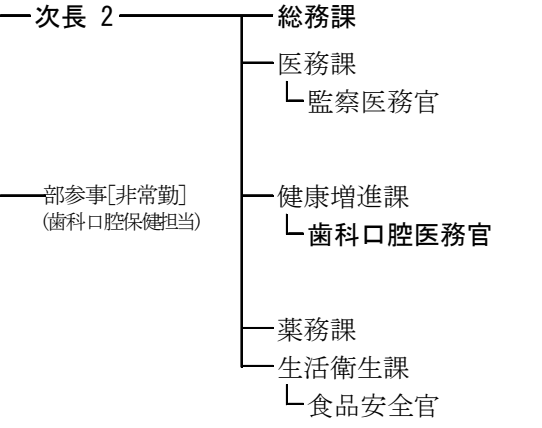 次長 2
総務課
医務課
監察医務官
部参事[非常勤]
(歯科口腔保健担当)
健康増進課
歯科口腔医務官
薬務課
生活衛生課
食品安全官